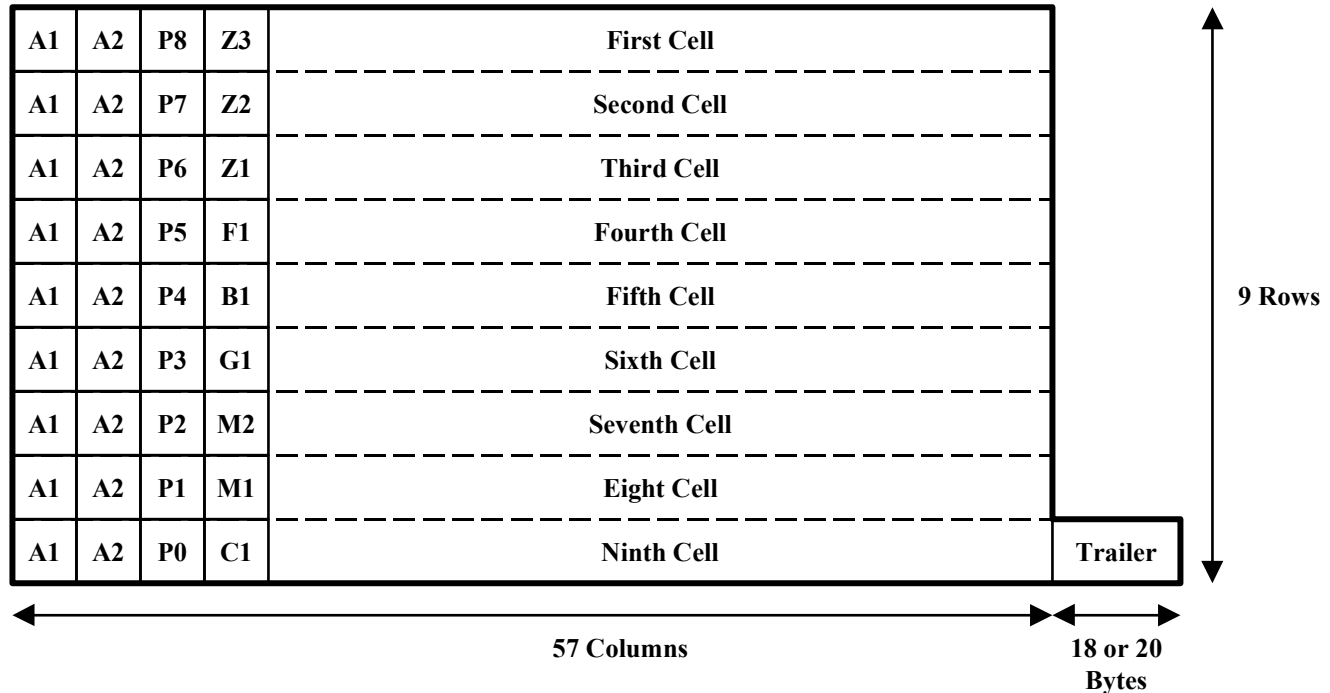 A1 A2 P8 Z3 First Cell
A1 A2 P7 Z2 Second Cell
A1 A2 P6 Z1 Third Cell
A1 A2 P5 F1 Fourth Cell
A1 A2 P4 B1 Fifth Cell
9 Rows
A1 A2 P3 G1 Sixth Cell
A1 A2 P2 M2 Seventh Cell
A1 A2 P1 M1 Eight Cell
A1 A2 P0 C1 Ninth Cell Trailer
57 Columns
18 or 20
Bytes